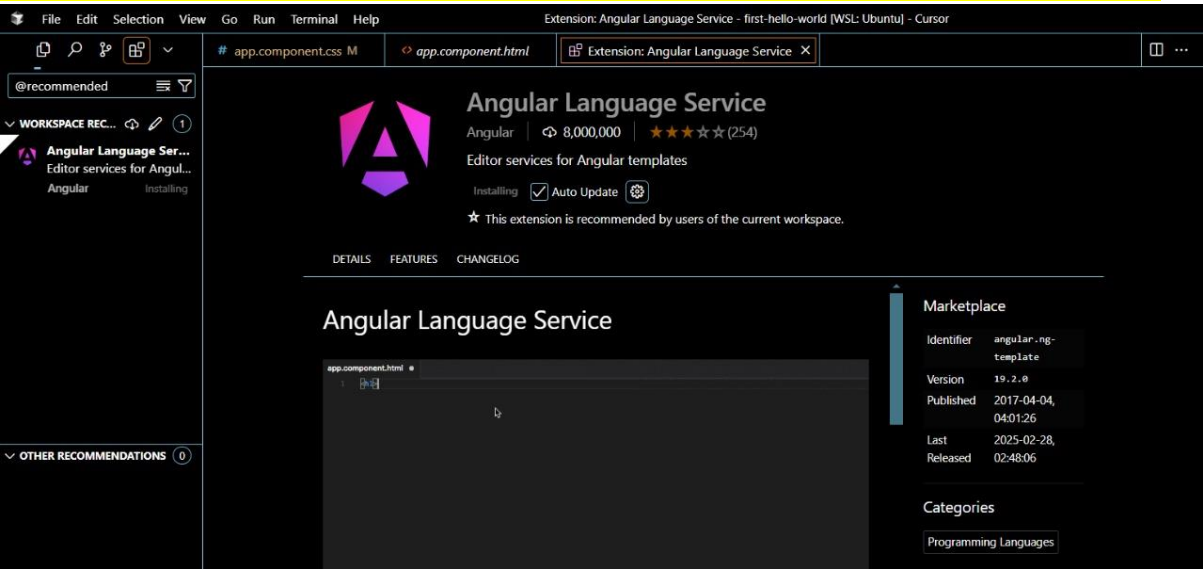 File Edit Selection View Go Run Terminal Help
Extension: Angular Language Service - first-hello-world [WSL: Ubuntu] - Cursor
# app.component.css M
<> app.component.html
Extension: Angular Language Service
@recommended
WORKSPACE REC... 1
Angular Language Ser...
Editor services for Angul...
Angular Installing
OTHER RECOMMENDATIONS 0
Angular Language Service
Angular 8,000,000 (254)
Editor services for Angular templates
Installing Auto Update
This extension is recommended by users of the current workspace.
DETAILS FEATURES CHANGELOG
Angular Language Service
app.component.html
1 <h1>
Marketplace
Identifier angular.ng-
template
Version 19.2.0
Published 2017-04-04,
04:01:26
Last 2025-02-28,
Released 02:48:06
Categories
Programming Languages